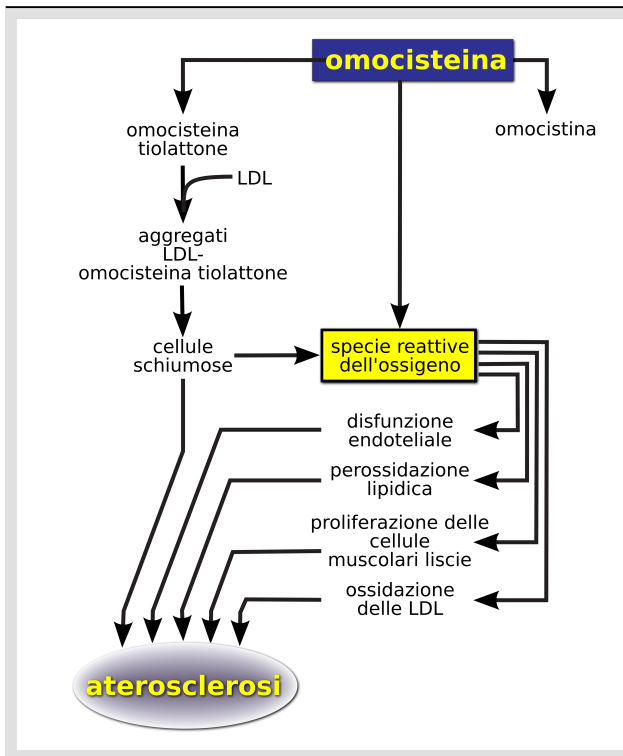 omocisteina
omocisteina
tiolattone
omocistina
LDL
aggregati
LDL-
omocisteina tiolattone
cellule
schiumose
specie reattive
dell'ossigeno
disfunzione
endoteliale
perossidazione
lipidica
proliferazione delle
cellule
muscolari liscie
ossidazione
delle LDL
aterosclerosi